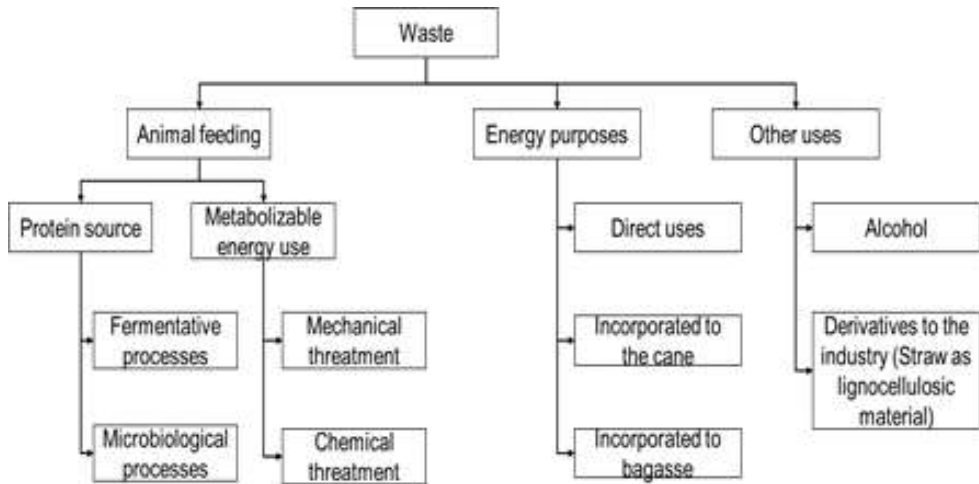 Waste
Animal feeding
Energy purposes
Other uses
Protein source
Metabolizable
energy use
Direct uses
Alcohol
Fermentative
processes
Mechanical
threatment
Incorporated to
the cane
Derivatives to the
industry (Straw as
lignocellulosic
material)
Microbiological
processes
Chemical
threatment
Incorporated to
bagasse